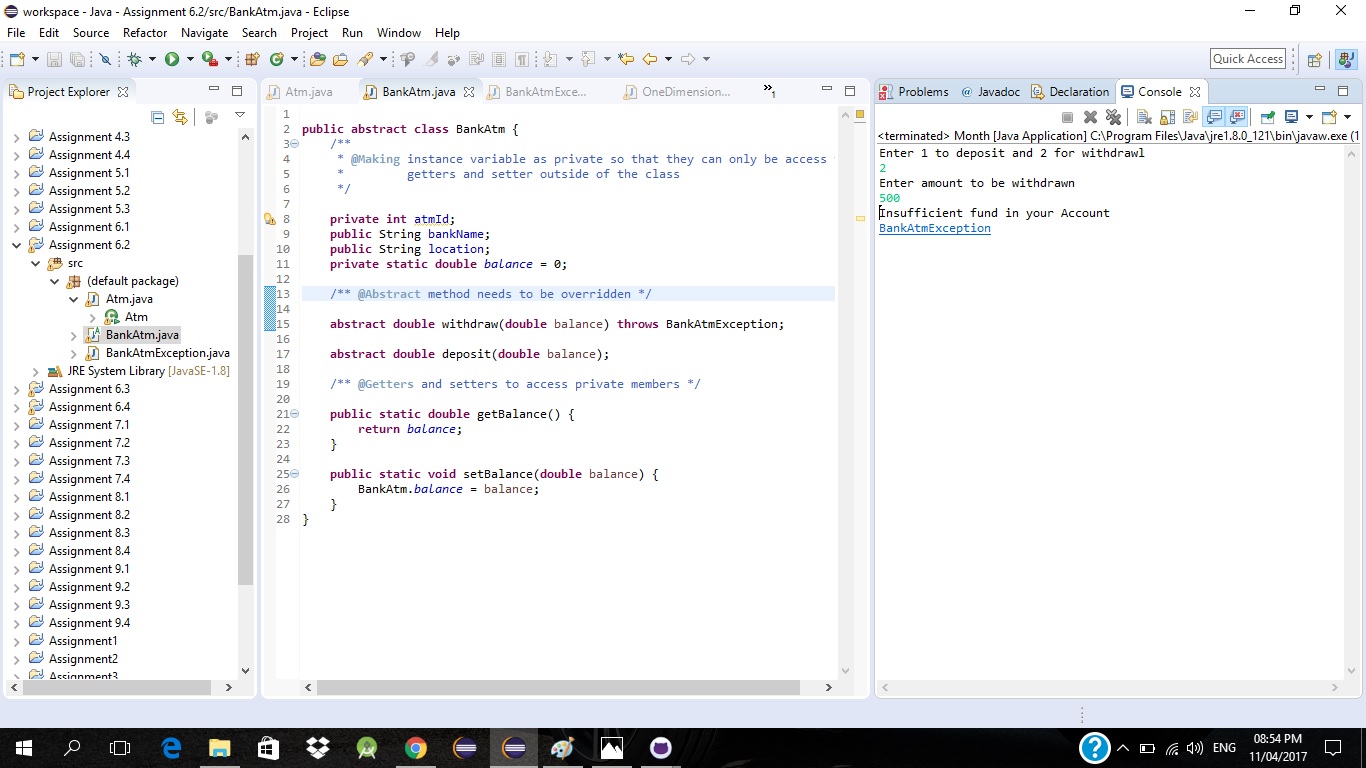 workspace - Java - Assignment 6.2/src/BankAtm.java - Eclipse
File Edit Source Refactor Navigate Search Project Run Window Help
Quick Access
Project Explorer
Assignment 4.3
Assignment 4.4
Assignment 5.1
Assignment 5.2
Assignment 5.3
Assignment 6.1
Assignment 6.2
src
(default package)
Atm.java
Atm
BankAtm.java
BankAtmException.java
JRE System Library [JavaSE-1.8]
Assignment 6.3
Assignment 6.4
Assignment 7.1
Assignment 7.2
Assignment 7.3
Assignment 7.4
Assignment 8.1
Assignment 8.2
Assignment 8.3
Assignment 8.4
Assignment 9.1
Assignment 9.2
Assignment 9.3
Assignment 9.4
Assignment1
Assignment2
Assignment3
Atm.java BankAtm.java BankAtmExce... OneDimension... »1
1
2 public abstract class BankAtm {
3 /**
4 * @Making instance variable as private so that they can only be access
5 * getters and setter outside of the class
6 */
7
8 private int atmId;
9 public String bankName;
10 public String location;
11 private static double balance = 0;
12
13 /** @Abstract method needs to be overridden */
14
15 abstract double withdraw(double balance) throws BankAtmException;
16
17 abstract double deposit(double balance);
18
19 /** @Getters and setters to access private members */
20
21 public static double getBalance() {
22 return balance;
23 }
24
25 public static void setBalance(double balance) {
26 BankAtm.balance = balance;
27 }
28 }
Problems @ Javadoc Declaration Console
<terminated> Month [Java Application] C:\Program Files\Java\jre1.8.0_121\bin\javaw.exe (1
Enter 1 to deposit and 2 for withdrawl
2
Enter amount to be withdrawn
500
Insufficient fund in your Account
BankAtmException
ENG
08:54 PM
11/04/2017